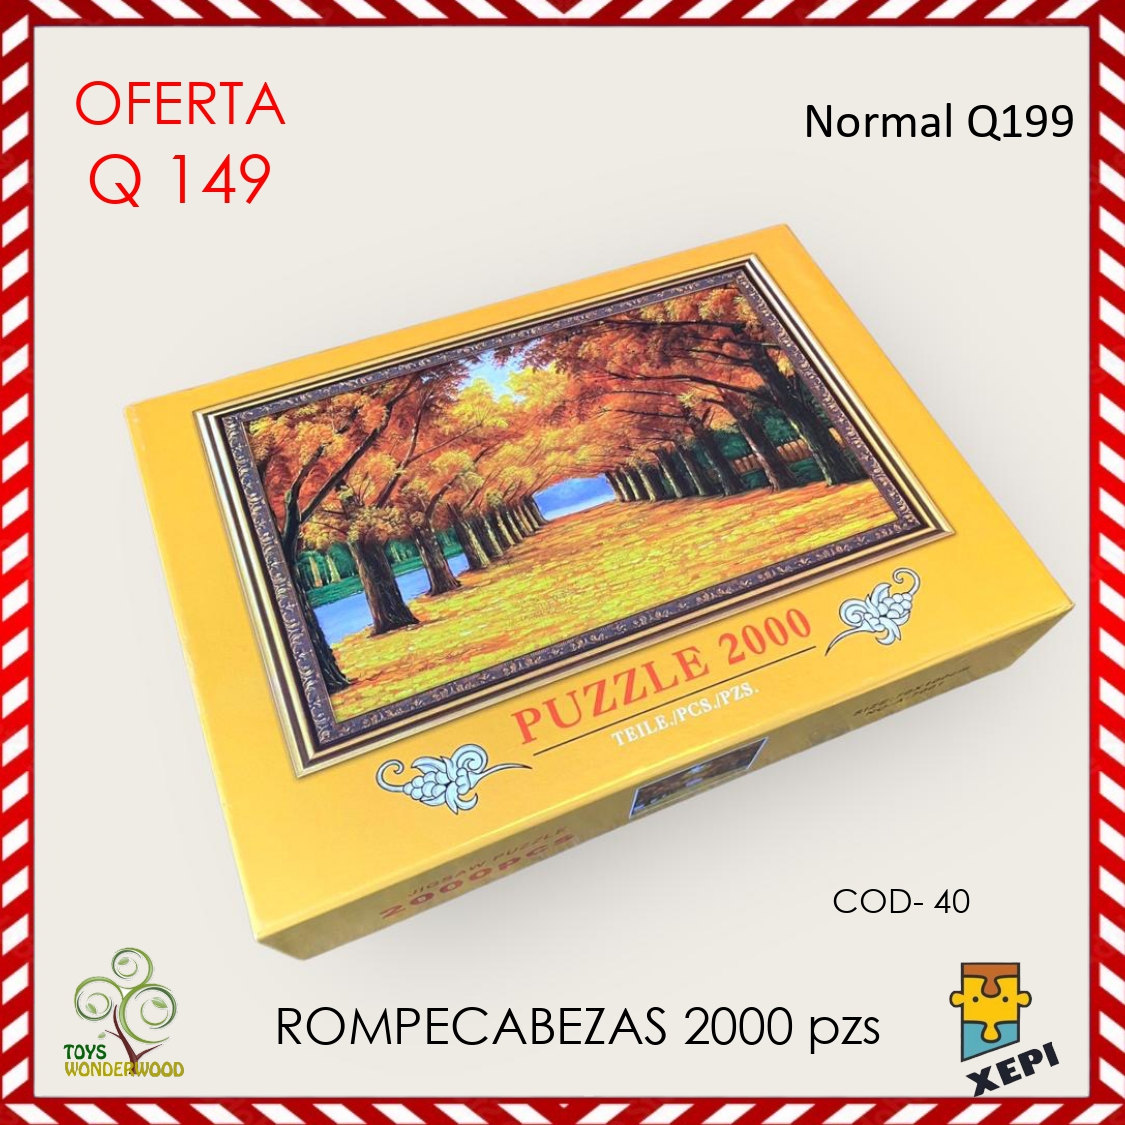 OFERTA
Q 149
Normal Q199
PUZZLE 2000
TEILE./PCS./PZS.
JIGSAW PUZZLE
2000PCS
COD- 40
ROMPECABEZAS 2000 pzs
TOYS
WONDERWOOD
XEPI